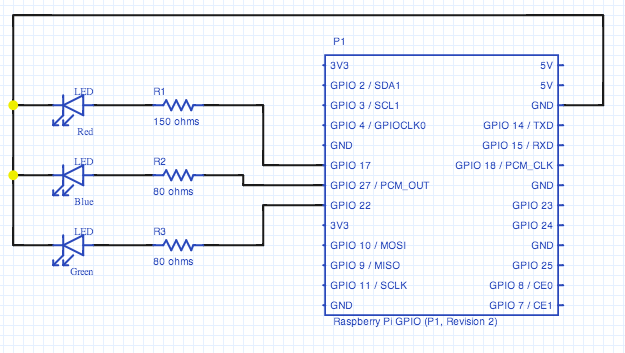 P1
3V3 5V
GPIO 2 / SDA1 5V
LED R1 GPIO 3 / SCL1 GND
Red 150 ohms GPIO 4 / GPIOCLK0 GPIO 14 / TXD
GND GPIO 15 / RXD
LED R2 GPIO 17 GPIO 18 / PCM_CLK
GPIO 27 / PCM_OUT GND
Blue 80 ohms GPIO 22 GPIO 23
3V3 GPIO 24
LED R3 GPIO 10 / MOSI GND
Green 80 ohms GPIO 9 / MISO GPIO 25
GPIO 11 / SCLK GPIO 8 / CE0
GND GPIO 7 / CE1
Raspberry Pi GPIO (P1, Revision 2)